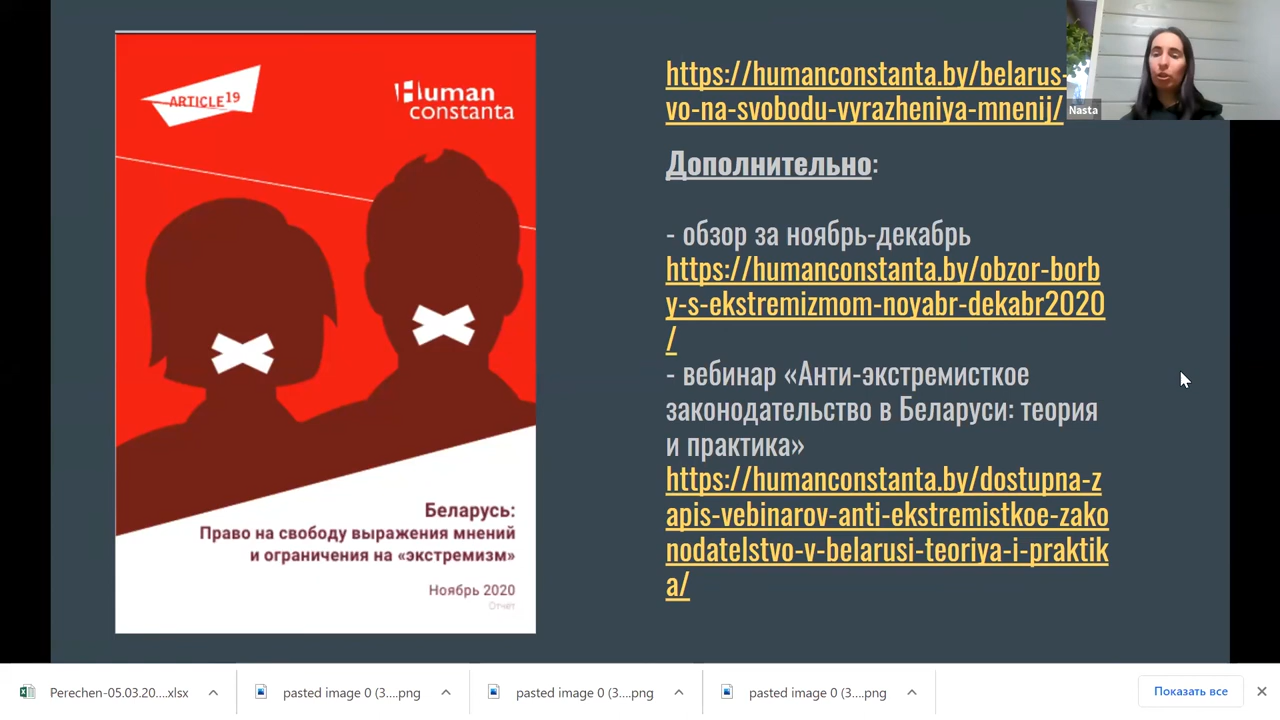 ARTICLE 19
Human
constanta
Беларусь:
Право на свободу выражения мнений
и ограничения на «экстремизм»
Ноябрь 2020
Отчёт
https://humanconstanta.by/belarus-
vo-na-svobodu-vyrazheniya-mnenij/
Дополнительно:
- обзор за ноябрь-декабрь
https://humanconstanta.by/obzor-borb
y-s-ekstremizmom-noyabr-dekabr2020
/
- вебинар «Анти-экстремисткое
законодательство в Беларуси: теория
и практика»
https://humanconstanta.by/dostupna-z
apis-vebinarov-anti-ekstremistkoe-zako
nodatelstvo-v-belarusi-teoriya-i-praktik
a/
Nasta
Perechen-05.03.20....xlsx
pasted image 0 (3....png
pasted image 0 (3....png
pasted image 0 (3....png
Показать все